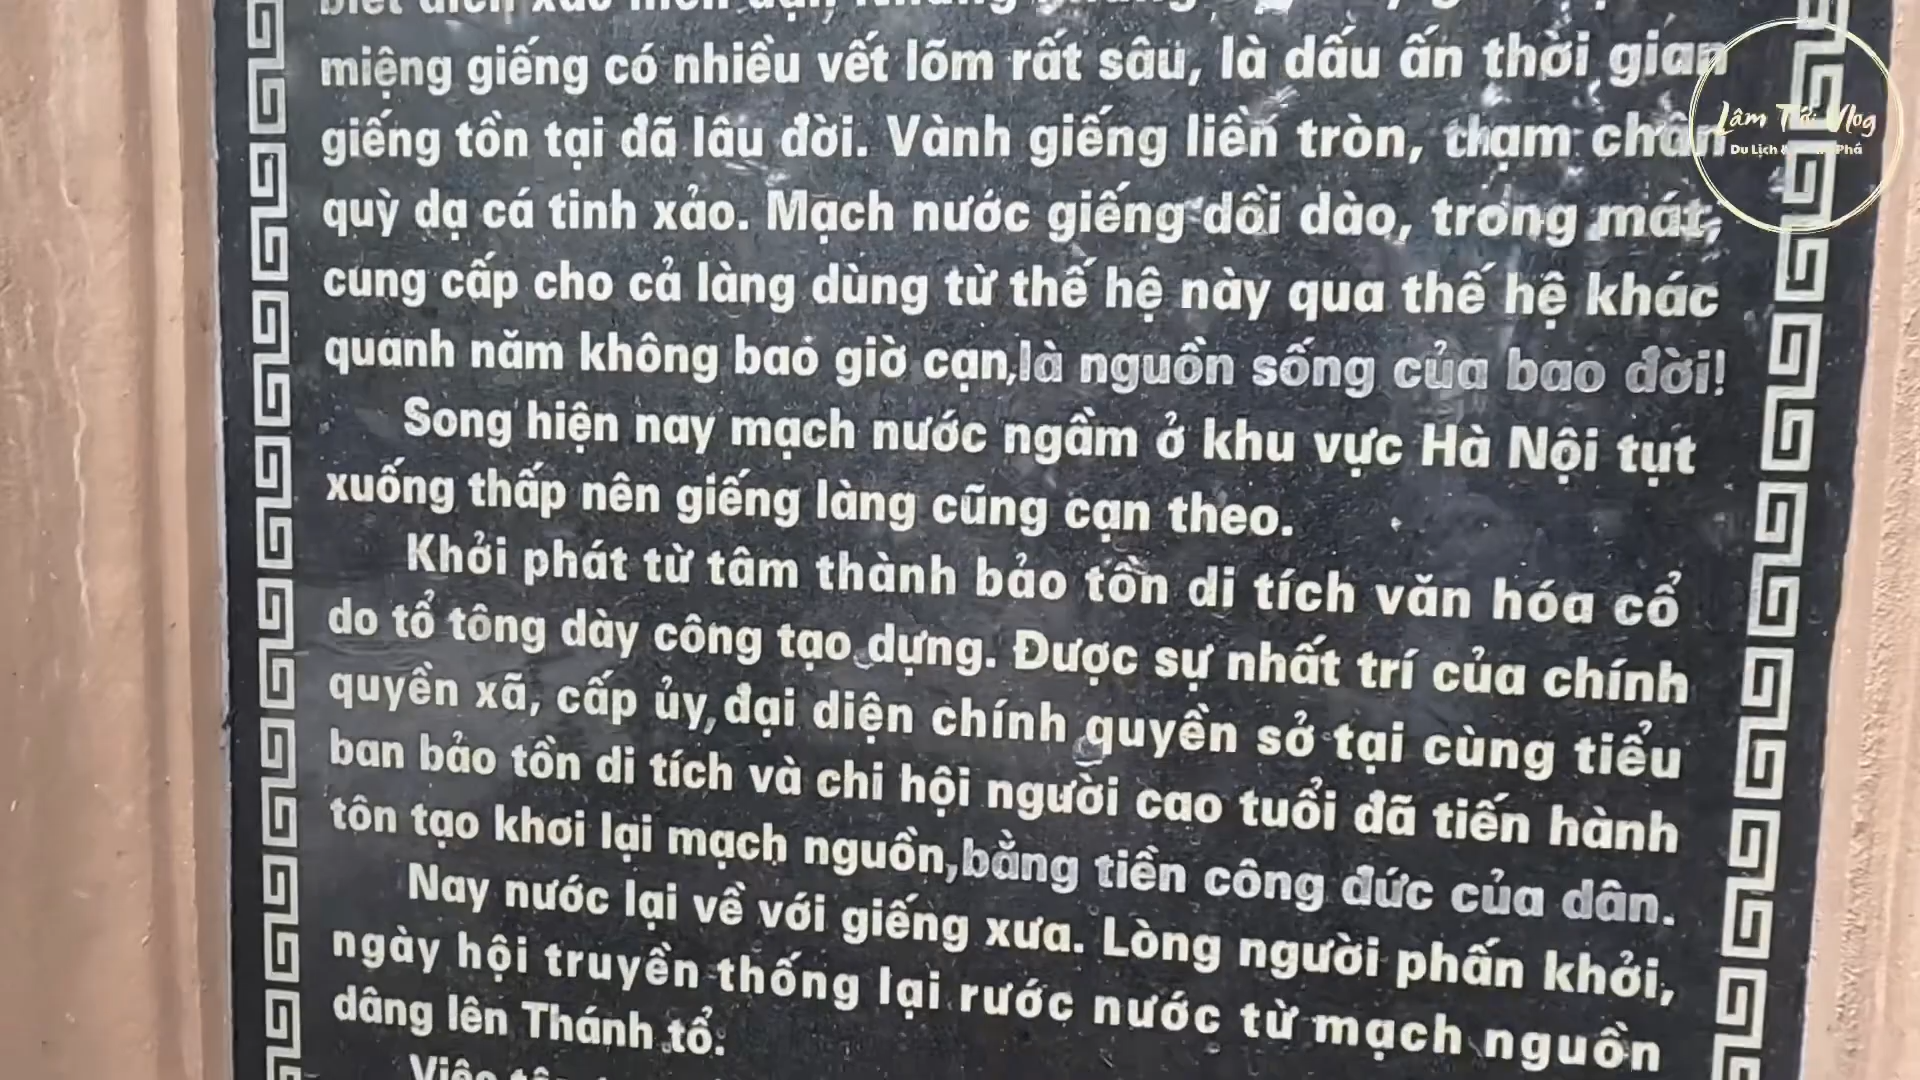 miệng giếng có nhiều vết lõm rất sâu, là dấu ấn thời gian
giếng tồn tại đã lâu đời. Vành giếng liền tròn, chạm chân
quỳ dạ cá tinh xảo. Mạch nước giếng dồi dào, trong mát,
cung cấp cho cả làng dùng từ thế hệ này qua thế hệ khác
quanh năm không bao giờ cạn,là nguồn sống của bao đời!
Song hiện nay mạch nước ngầm ở khu vực Hà Nội tụt
xuống thấp nên giếng làng cũng cạn theo.
Khởi phát từ tâm thành bảo tồn di tích văn hóa cổ
do tổ tông dày công tạo dựng. Được sự nhất trí của chính
quyền xã, cấp ủy,đại diện chính quyền sở tại cùng tiểu
ban bảo tồn di tích và chi hội người cao tuổi đã tiến hành
tôn tạo khơi lại mạch nguồn,bằng tiền công đức của dân.
Nay nước lại về với giếng xưa. Lòng người phấn khởi,
ngày hội truyền thống lại rước nước từ mạch nguồn
dâng lên Thánh tổ.
Lâm Tới Vlog
Du Lịch & Phá